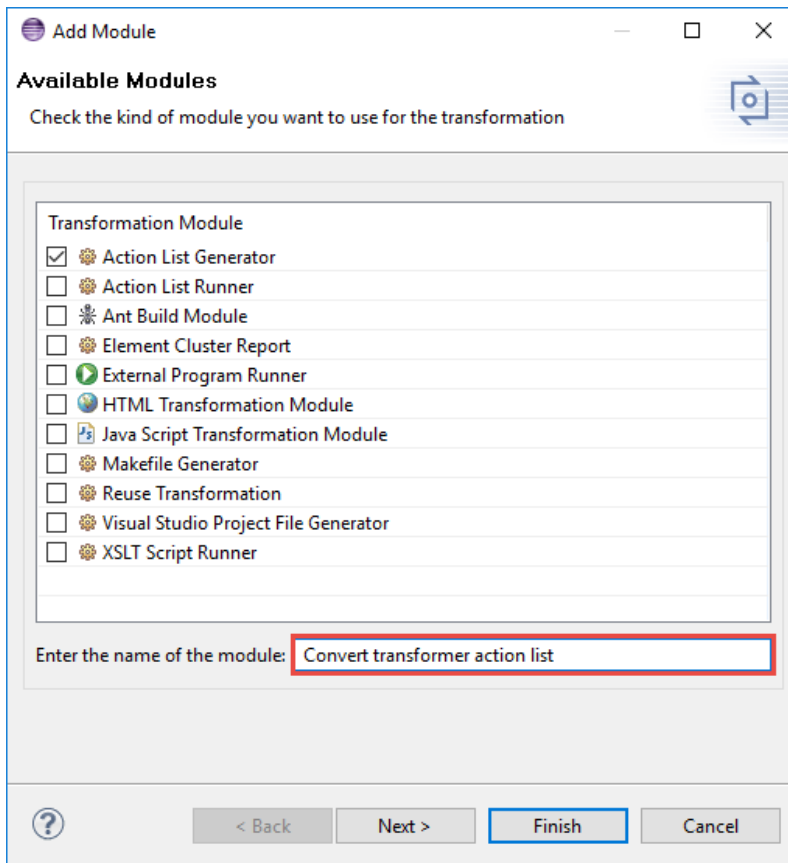 Add Module
Available Modules
Check the kind of module you want to use for the transformation
Transformation Module
Action List Generator
Action List Runner
Ant Build Module
Element Cluster Report
External Program Runner
HTML Transformation Module
Java Script Transformation Module
Makefile Generator
Reuse Transformation
Visual Studio Project File Generator
XSLT Script Runner
Enter the name of the module: Convert transformer action list
? < Back Next > Finish Cancel